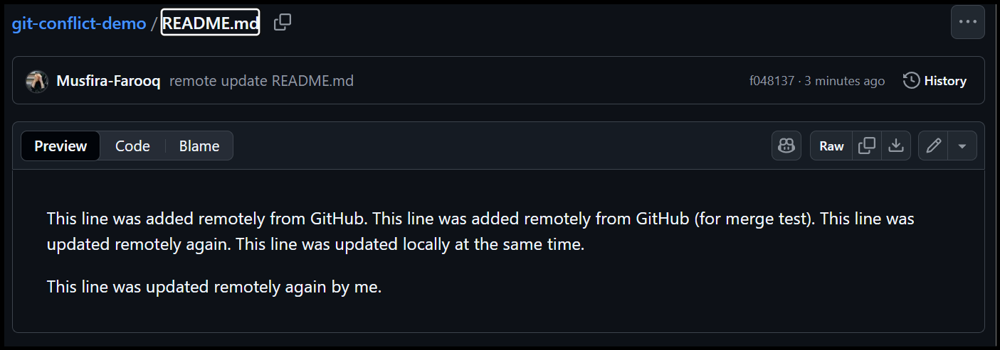 git-conflict-demo / README.md
Musfira-Farooq remote update README.md f048137 · 3 minutes ago History
Preview Code Blame Raw
This line was added remotely from GitHub. This line was added remotely from GitHub (for merge test). This line was
updated remotely again. This line was updated locally at the same time.
This line was updated remotely again by me.